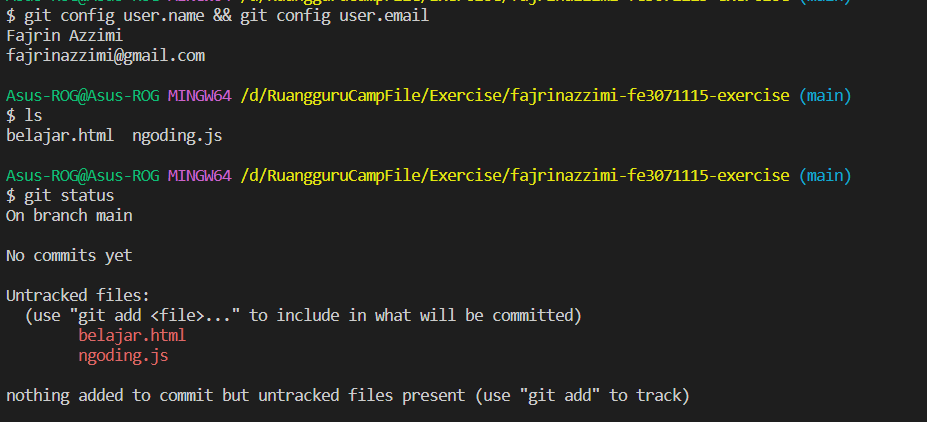 $ git config user.name && git config user.email
Fajrin Azzimi
fajrinazzimi@gmail.com
Asus-ROG@Asus-ROG MINGW64 /d/RuangguruCampFile/Exercise/fajrinazzimi-fe3071115-exercise (main)
$ ls
belajar.html  ngoding.js
Asus-ROG@Asus-ROG MINGW64 /d/RuangguruCampFile/Exercise/fajrinazzimi-fe3071115-exercise (main)
$ git status
On branch main
No commits yet
Untracked files:
  (use "git add <file>..." to include in what will be committed)
        belajar.html
        ngoding.js
nothing added to commit but untracked files present (use "git add" to track)